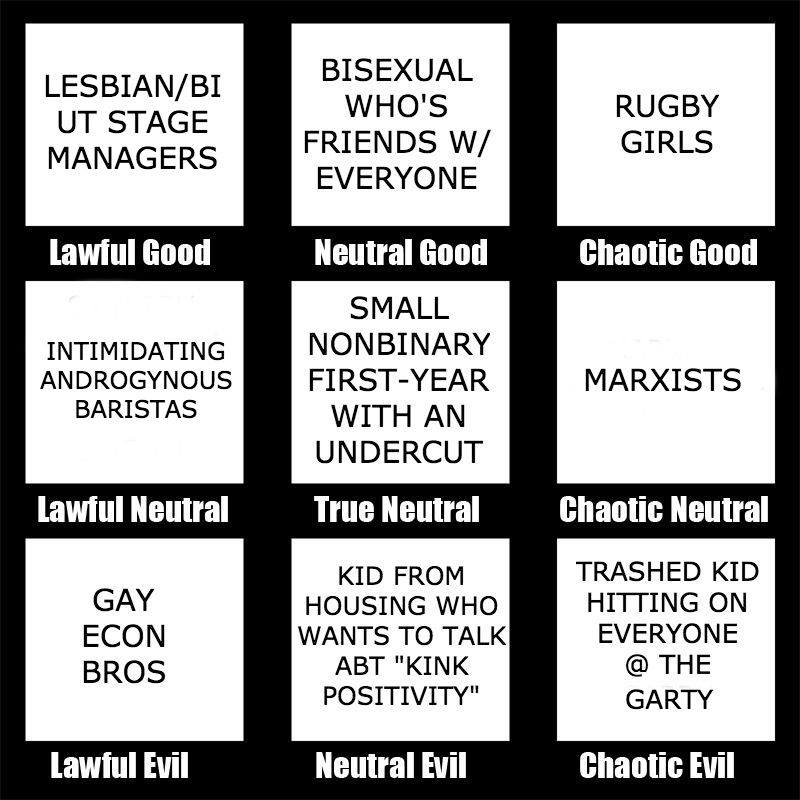 LESBIAN/BI
UT STAGE
MANAGERS
BISEXUAL
WHO'S
FRIENDS W/
EVERYONE
RUGBY
GIRLS
Lawful Good
Neutral Good
Chaotic Good
INTIMIDATING
ANDROGYNOUS
BARISTAS
SMALL
NONBINARY
FIRST-YEAR
WITH AN
UNDERCUT
MARXISTS
Lawful Neutral
True Neutral
Chaotic Neutral
GAY
ECON
BROS
KID FROM
HOUSING WHO
WANTS TO TALK
ABT "KINK
POSITIVITY"
TRASHED KID
HITTING ON
EVERYONE
@ THE
GARTY
Lawful Evil
Neutral Evil
Chaotic Evil